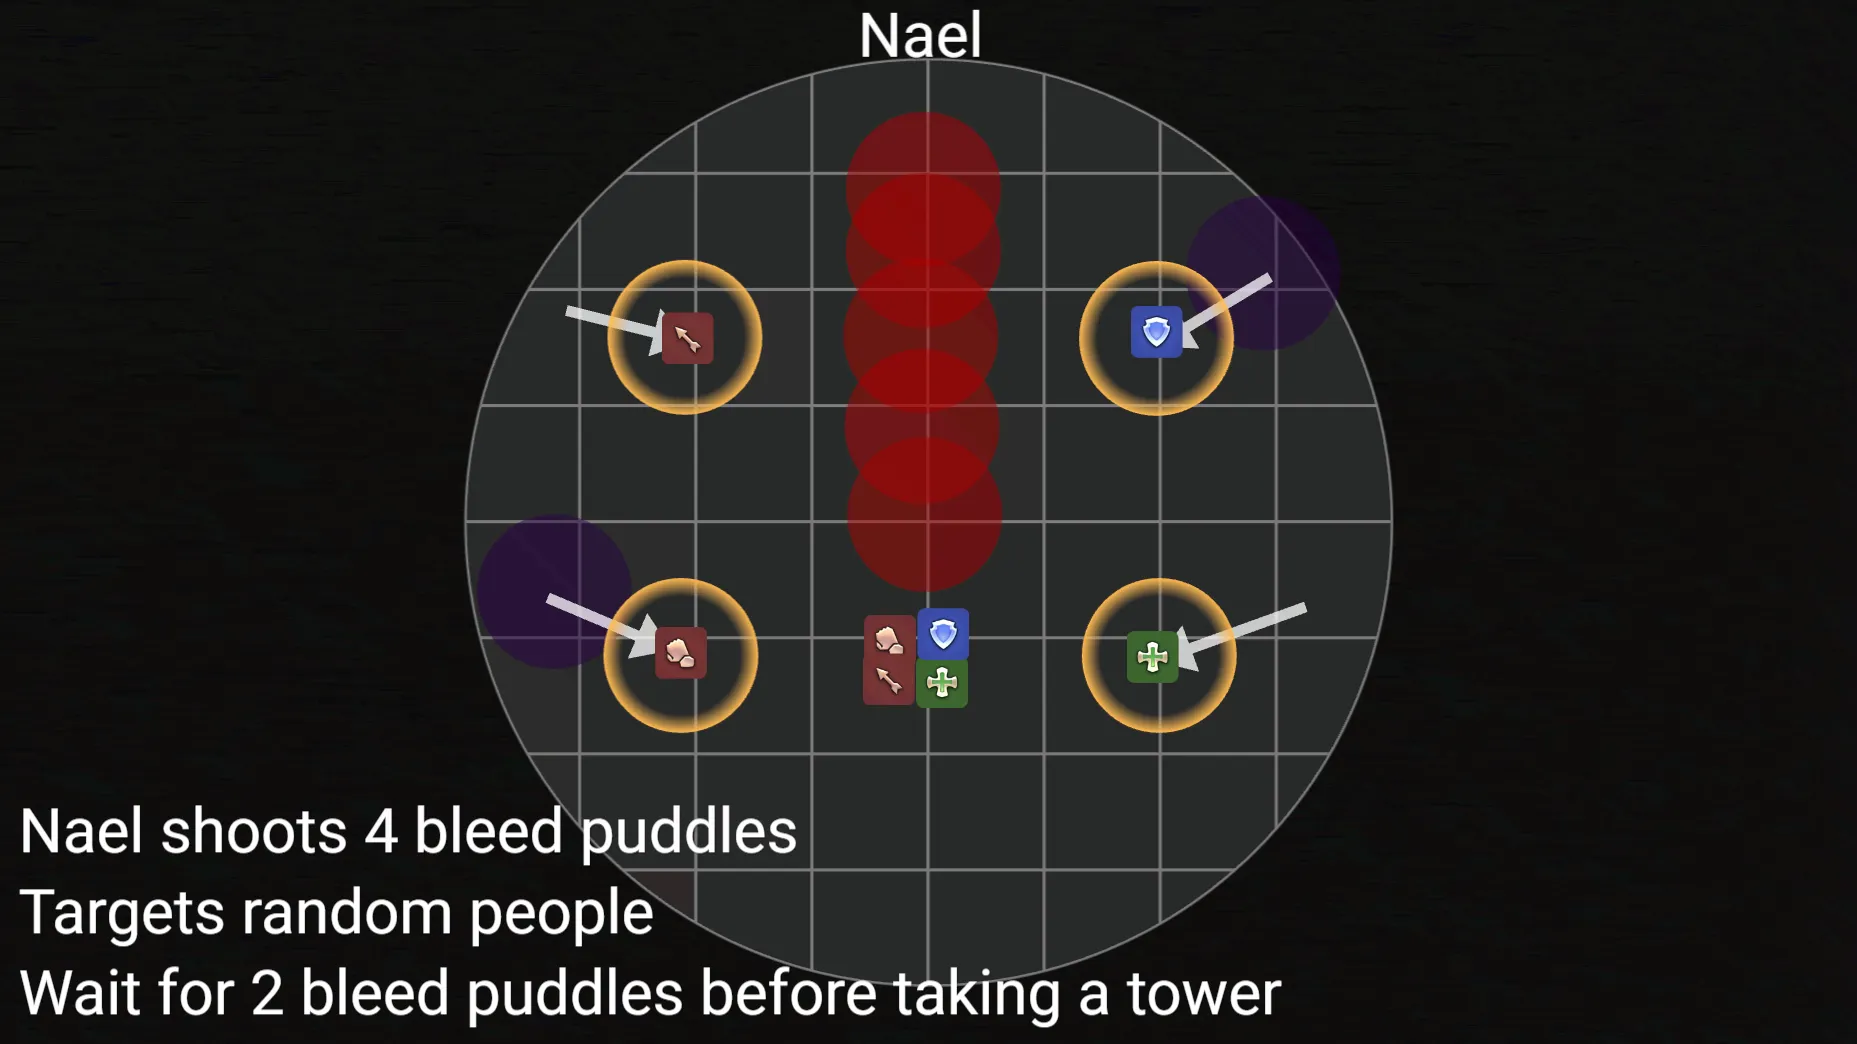 Nael
Nael shoots 4 bleed puddles
Targets random people
Wait for 2 bleed puddles before taking a tower